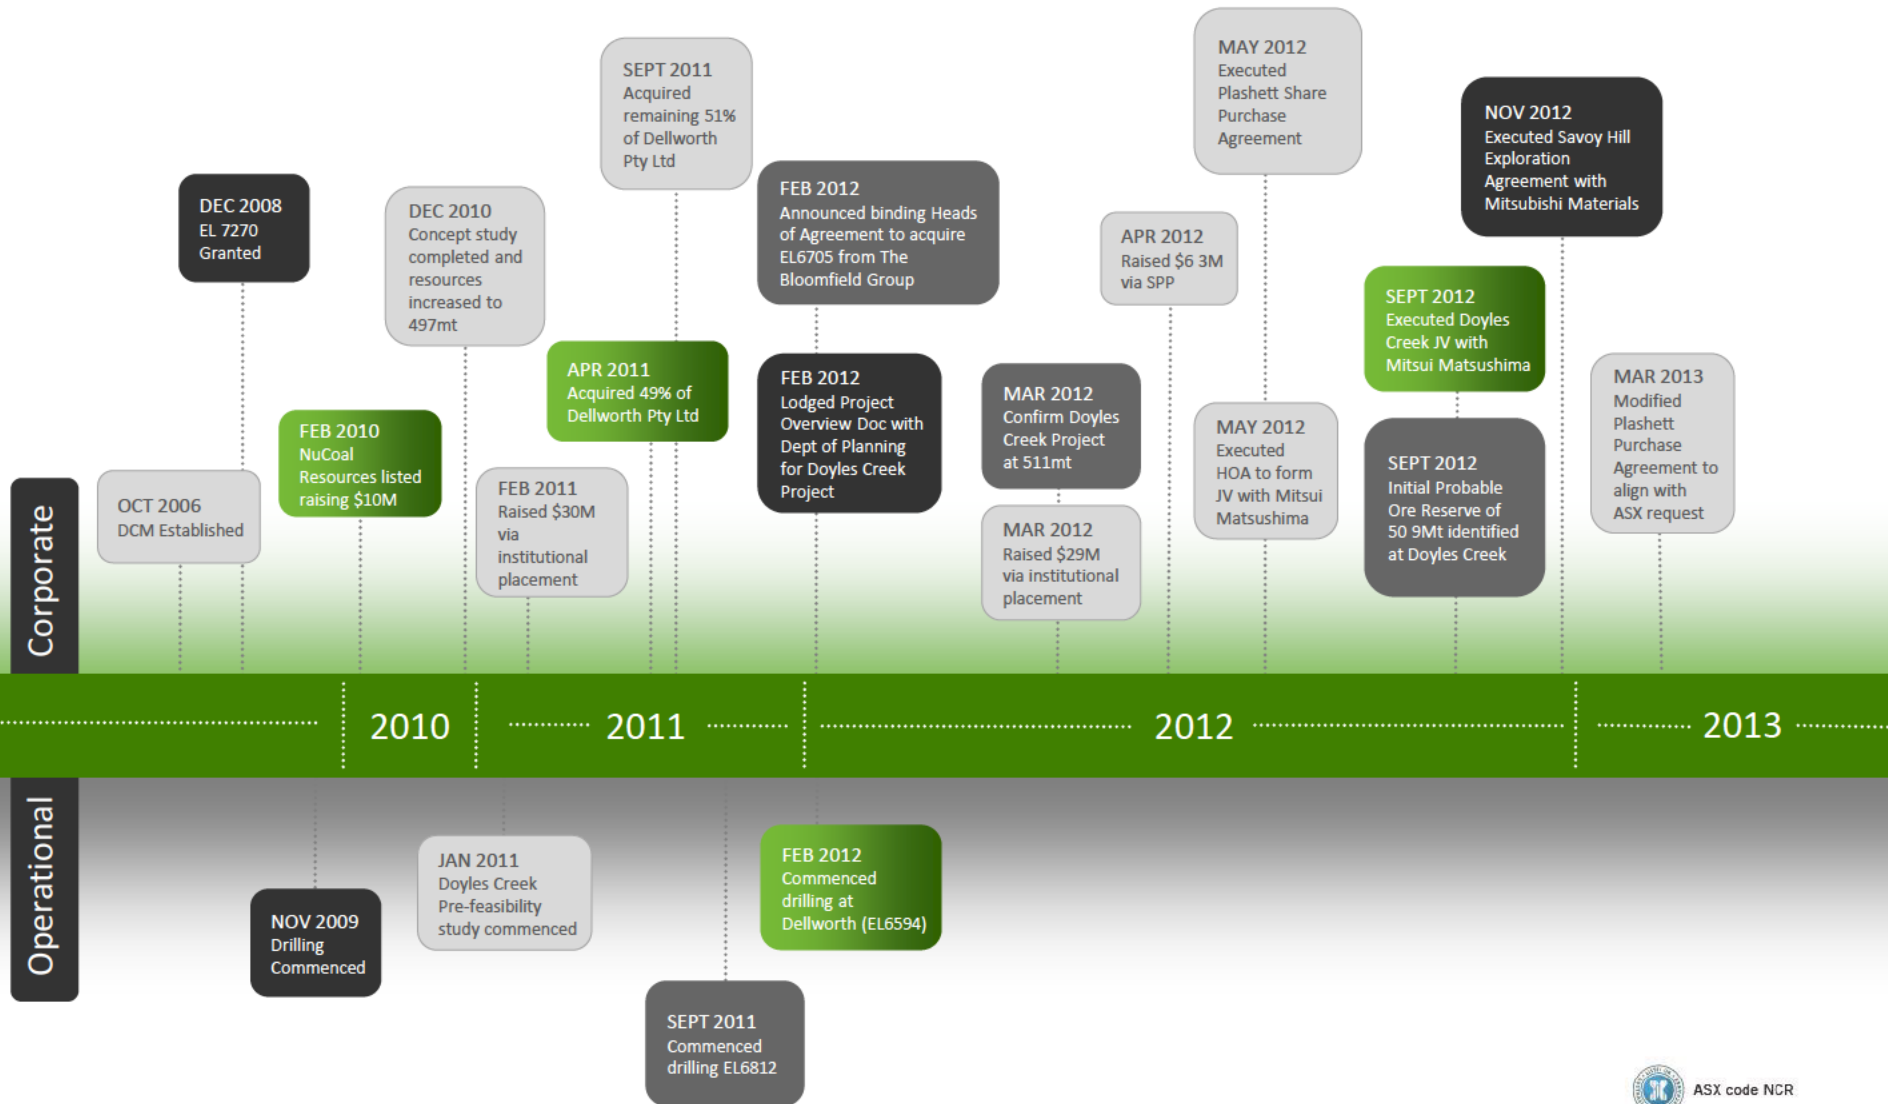 Corporate
OCT 2006
DCM Established
DEC 2008
EL 7270
Granted
FEB 2010
NuCoal
Resources listed
raising $10M
DEC 2010
Concept study
completed and
resources
increased to
497mt
FEB 2011
Raised $30M
via
institutional
placement
APR 2011
Acquired 49% of
Dellworth Pty Ltd
SEPT 2011
Acquired
remaining 51%
of Dellworth
Pty Ltd
FEB 2012
Announced binding Heads
of Agreement to acquire
EL6705 from The
Bloomfield Group
FEB 2012
Lodged Project
Overview Doc with
Dept of Planning
for Doyles Creek
Project
MAR 2012
Confirm Doyles
Creek Project
at 511mt
MAR 2012
Raised $29M
via institutional
placement
APR 2012
Raised $6 3M
via SPP
MAY 2012
Executed
Plashett Share
Purchase
Agreement
MAY 2012
Executed
HOA to form
JV with Mitsui
Matsushima
SEPT 2012
Executed Doyles
Creek JV with
Mitsui Matsushima
SEPT 2012
Initial Probable
Ore Reserve of
50 9Mt identified
at Doyles Creek
NOV 2012
Executed Savoy Hill
Exploration
Agreement with
Mitsubishi Materials
MAR 2013
Modified
Plashett
Purchase
Agreement to
align with
ASX request
2010
2011
2012
2013
Operational
NOV 2009
Drilling
Commenced
JAN 2011
Doyles Creek
Pre-feasibility
study commenced
SEPT 2011
Commenced
drilling EL6812
FEB 2012
Commenced
drilling at
Dellworth (EL6594)
ASX code NCR